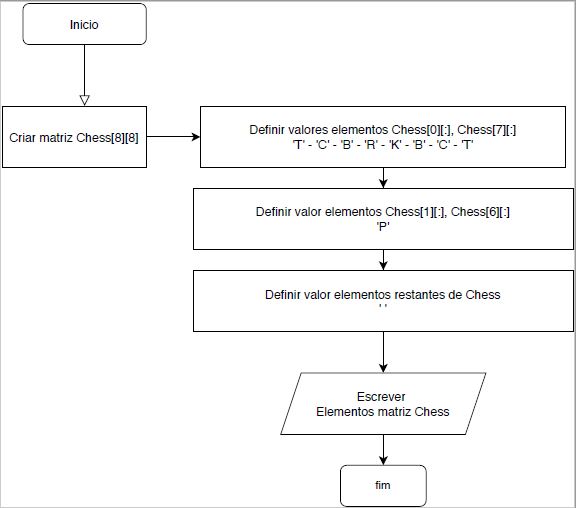 Inicio
Criar matriz Chess[8][8]
Definir valores elementos Chess[0][:], Chess[7][:]
'T' - 'C' - 'B' - 'R' - 'K' - 'B' - 'C' - 'T'
Definir valor elementos Chess[1][:], Chess[6][:]
'P'
Definir valor elementos restantes de Chess
' '
Escrever
Elementos matriz Chess
fim